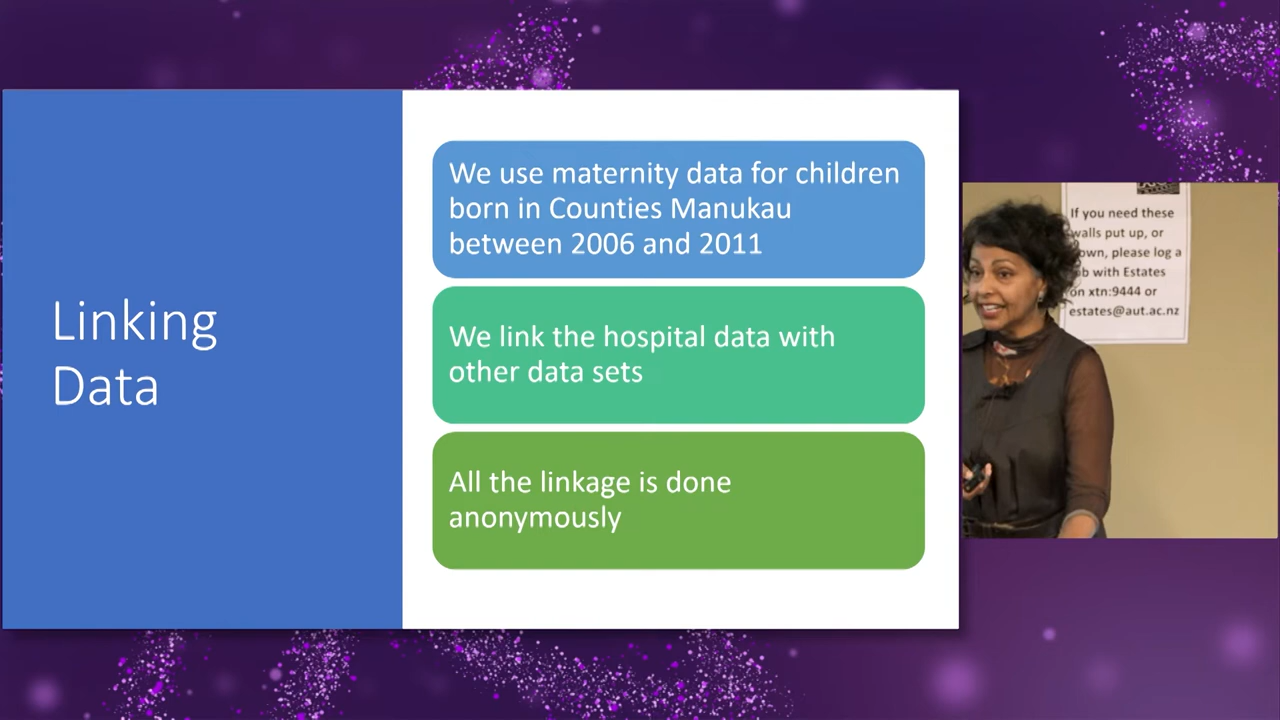 Linking
Data
We use maternity data for children
born in Counties Manukau
between 2006 and 2011
We link the hospital data with
other data sets
All the linkage is done
anonymously
If you need these
walls put up, or
please log a
with Estates
on xtn:9444 or
estates@aut.ac.nz